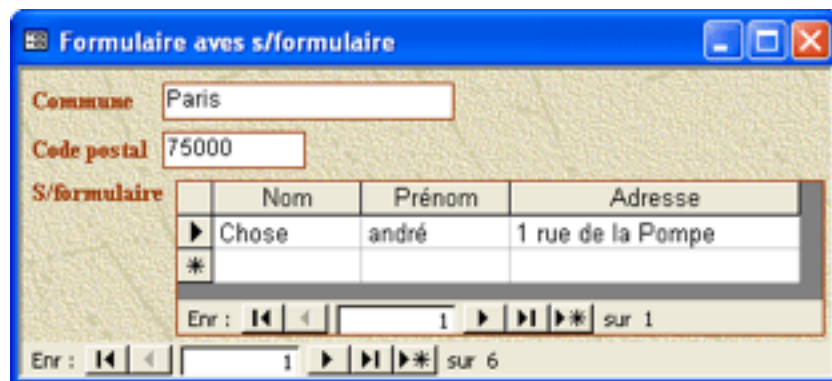 Formulaire aves s/formulaire
Commune Paris
Code postal 75000
S/formulaire Nom Prénom Adresse
Chose andré 1 rue de la Pompe
Enr : 1 sur 1
Enr : 1 sur 6